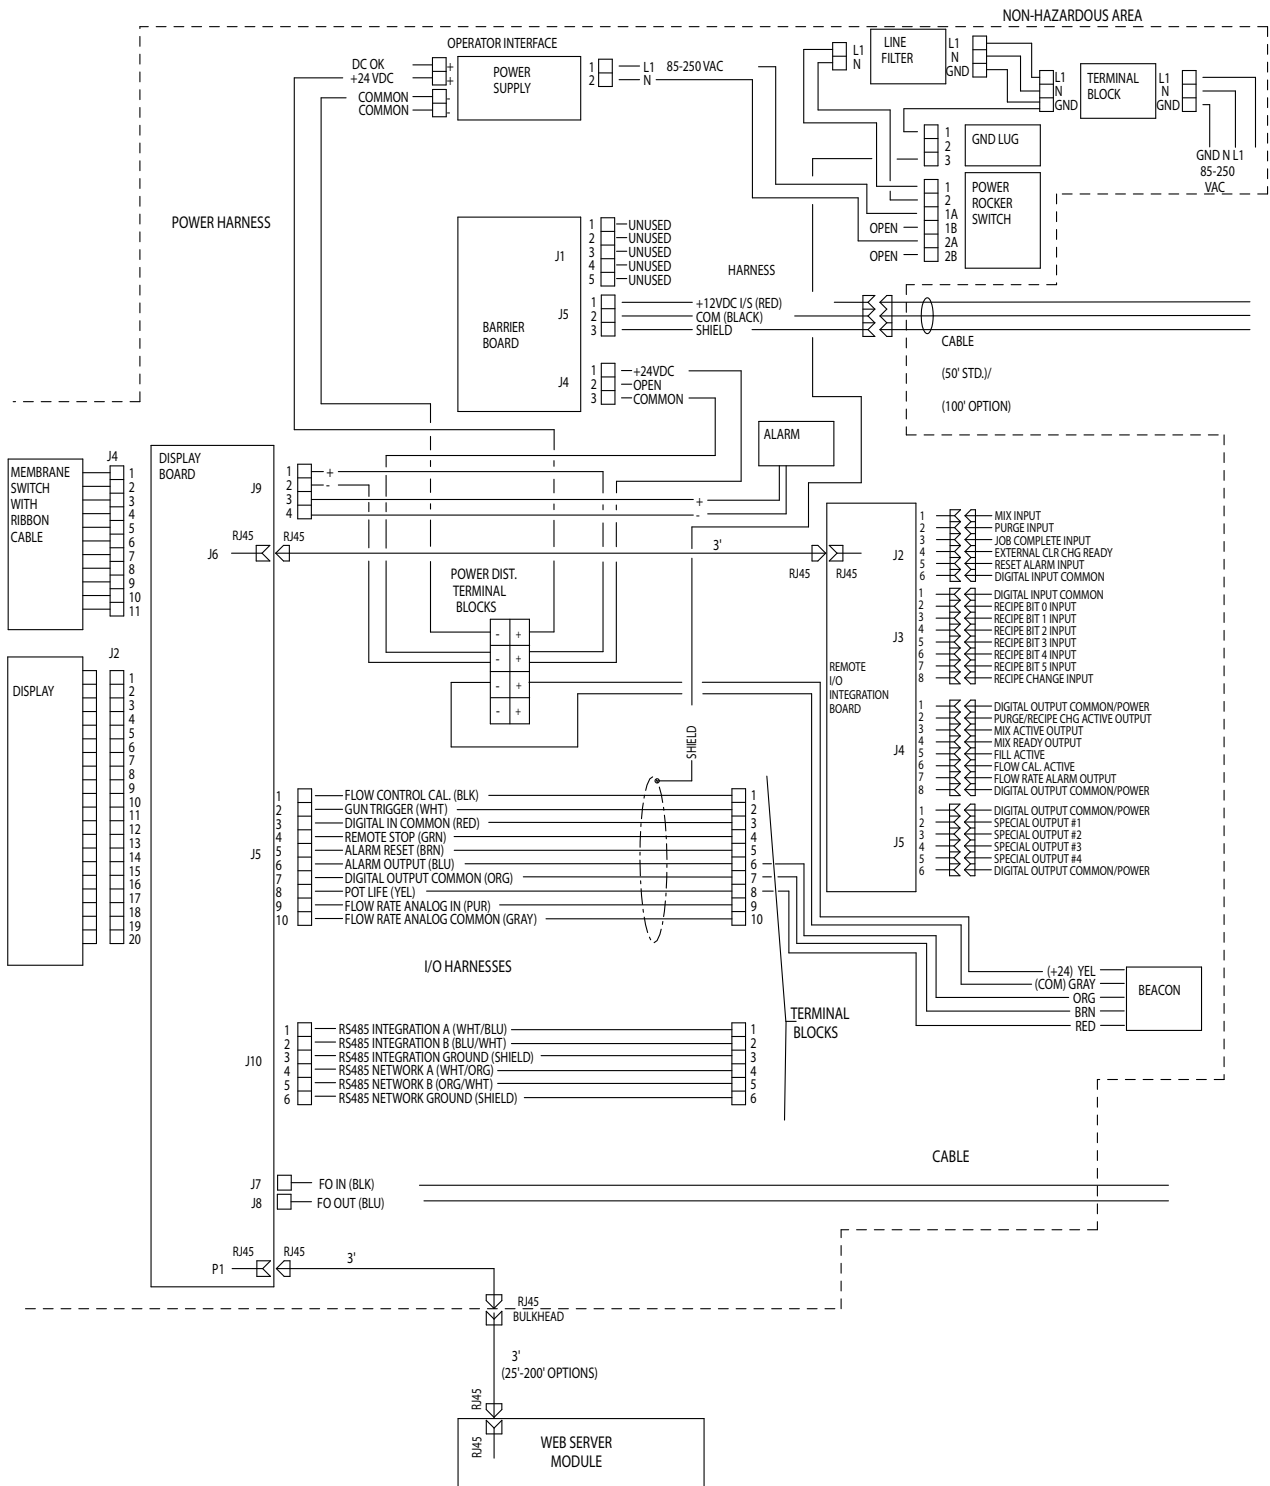 NON-HAZARDOUS AREA
OPERATOR INTERFACE
DC OK
+24 VDC
COMMON
COMMON
+
+
-
-
POWER
SUPPLY
1
2
L1 85-250 VAC
N
L1
N
LINE
FILTER
L1
N
GND
L1
N
GND
TERMINAL
BLOCK
L1
N
GND
GND N L1
85-250
VAC
1
2
3
GND LUG
1
2
1A
1B
2A
2B
OPEN
OPEN
POWER
ROCKER
SWITCH
POWER HARNESS
BARRIER
BOARD
J1
1 UNUSED
2 UNUSED
3 UNUSED
4 UNUSED
5 UNUSED
HARNESS
J5
1 +12VDC I/S (RED)
2 COM (BLACK)
3 SHIELD
J4
1 +24VDC
2 OPEN
3 COMMON
CABLE
(50' STD.)/
(100' OPTION)
ALARM
MEMBRANE
SWITCH
WITH
RIBBON
CABLE
J4
1
2
3
4
5
6
7
8
9
10
11
DISPLAY
BOARD
J9
1 +
2 -
3
4
+
-
J6
RJ45
RJ45
3'
RJ45
RJ45
POWER DIST.
TERMINAL
BLOCKS
- +
- +
- +
- +
DISPLAY
J2
1
2
3
4
5
6
7
8
9
10
11
12
13
14
15
16
17
18
19
20
SHIELD
REMOTE
I/O
INTEGRATION
BOARD
J2
1 MIX INPUT
2 PURGE INPUT
3 JOB COMPLETE INPUT
4 EXTERNAL CLR CHG READY
5 RESET ALARM INPUT
6 DIGITAL INPUT COMMON
J3
1 DIGITAL INPUT COMMON
2 RECIPE BIT 0 INPUT
3 RECIPE BIT 1 INPUT
4 RECIPE BIT 2 INPUT
5 RECIPE BIT 3 INPUT
6 RECIPE BIT 4 INPUT
7 RECIPE BIT 5 INPUT
8 RECIPE CHANGE INPUT
J4
1 DIGITAL OUTPUT COMMON/POWER
2 PURGE/RECIPE CHG ACTIVE OUTPUT
3 MIX ACTIVE OUTPUT
4 MIX READY OUTPUT
5 FILL ACTIVE
6 FLOW CAL. ACTIVE
7 FLOW RATE ALARM OUTPUT
8 DIGITAL OUTPUT COMMON/POWER
J5
1 DIGITAL OUTPUT COMMON/POWER
2 SPECIAL OUTPUT #1
3 SPECIAL OUTPUT #2
4 SPECIAL OUTPUT #3
5 SPECIAL OUTPUT #4
6 DIGITAL OUTPUT COMMON/POWER
J5
1 FLOW CONTROL CAL. (BLK) 1
2 GUN TRIGGER (WHT) 2
3 DIGITAL IN COMMON (RED) 3
4 REMOTE STOP (GRN) 4
5 ALARM RESET (BRN) 5
6 ALARM OUTPUT (BLU) 6
7 DIGITAL OUTPUT COMMON (ORG) 7
8 POT LIFE (YEL) 8
9 FLOW RATE ANALOG IN (PUR) 9
10 FLOW RATE ANALOG COMMON (GRAY) 10
I/O HARNESSES
TERMINAL
BLOCKS
(+24) YEL
(COM) GRAY
ORG
BRN
RED
BEACON
J10
1 RS485 INTEGRATION A (WHT/BLU) 1
2 RS485 INTEGRATION B (BLU/WHT) 2
3 RS485 INTEGRATION GROUND (SHIELD) 3
4 RS485 NETWORK A (WHT/ORG) 4
5 RS485 NETWORK B (ORG/WHT) 5
6 RS485 NETWORK GROUND (SHIELD) 6
CABLE
J7 FO IN (BLK)
J8 FO OUT (BLU)
P1
RJ45
RJ45
3'
RJ45
BULKHEAD
3'
(25'-200' OPTIONS)
RJ45
RJ45
WEB SERVER
MODULE